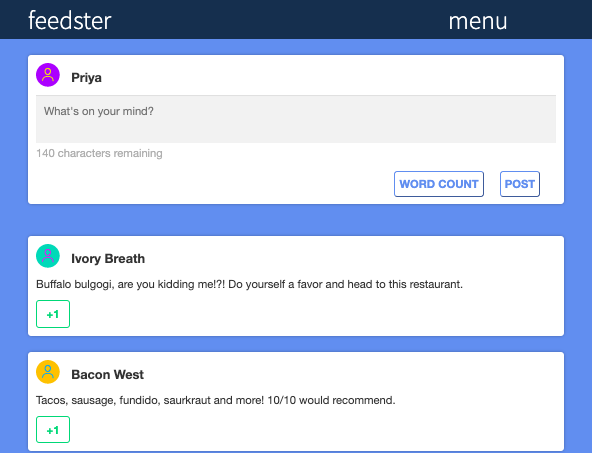 feedster menu
Priya
What's on your mind?
140 characters remaining
WORD COUNT POST
Ivory Breath
Buffalo bulgogi, are you kidding me!?! Do yourself a favor and head to this restaurant.
+1
Bacon West
Tacos, sausage, fundido, saurkraut and more! 10/10 would recommend.
+1